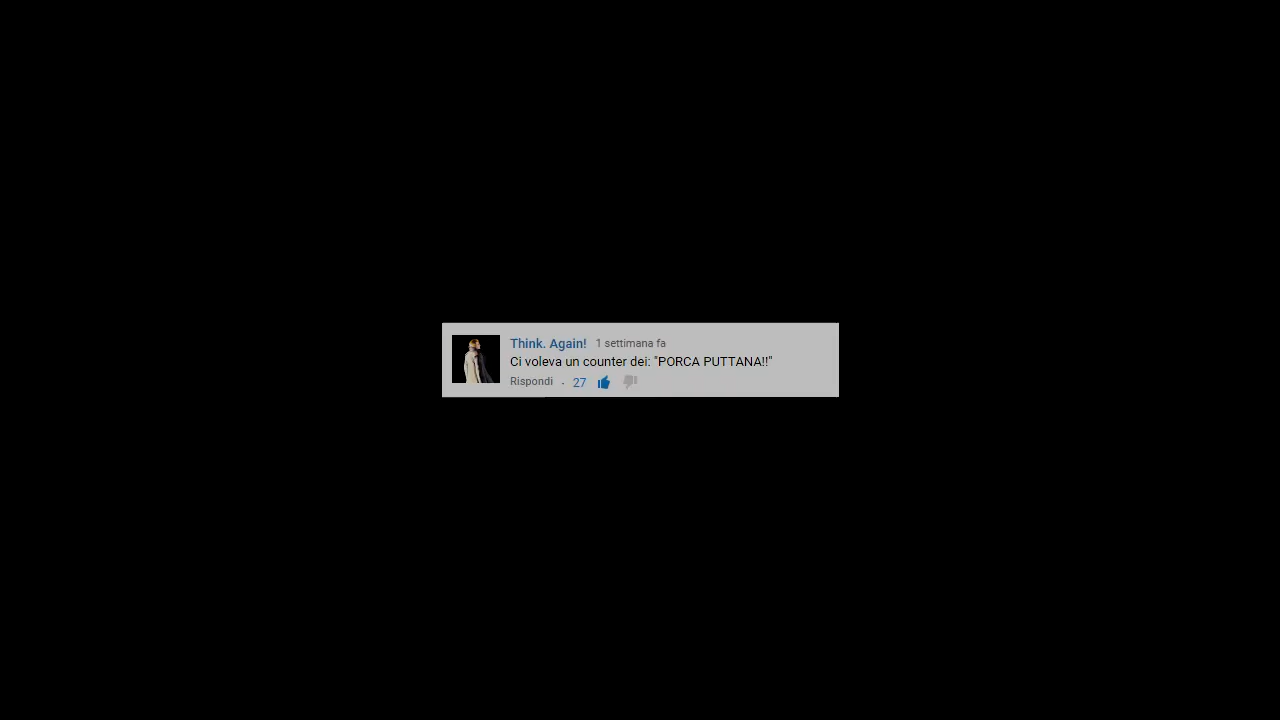 Think. Again! 1 settimana fa
Ci voleva un counter dei: "PORCA PUTTANA!!"
Rispondi · 27